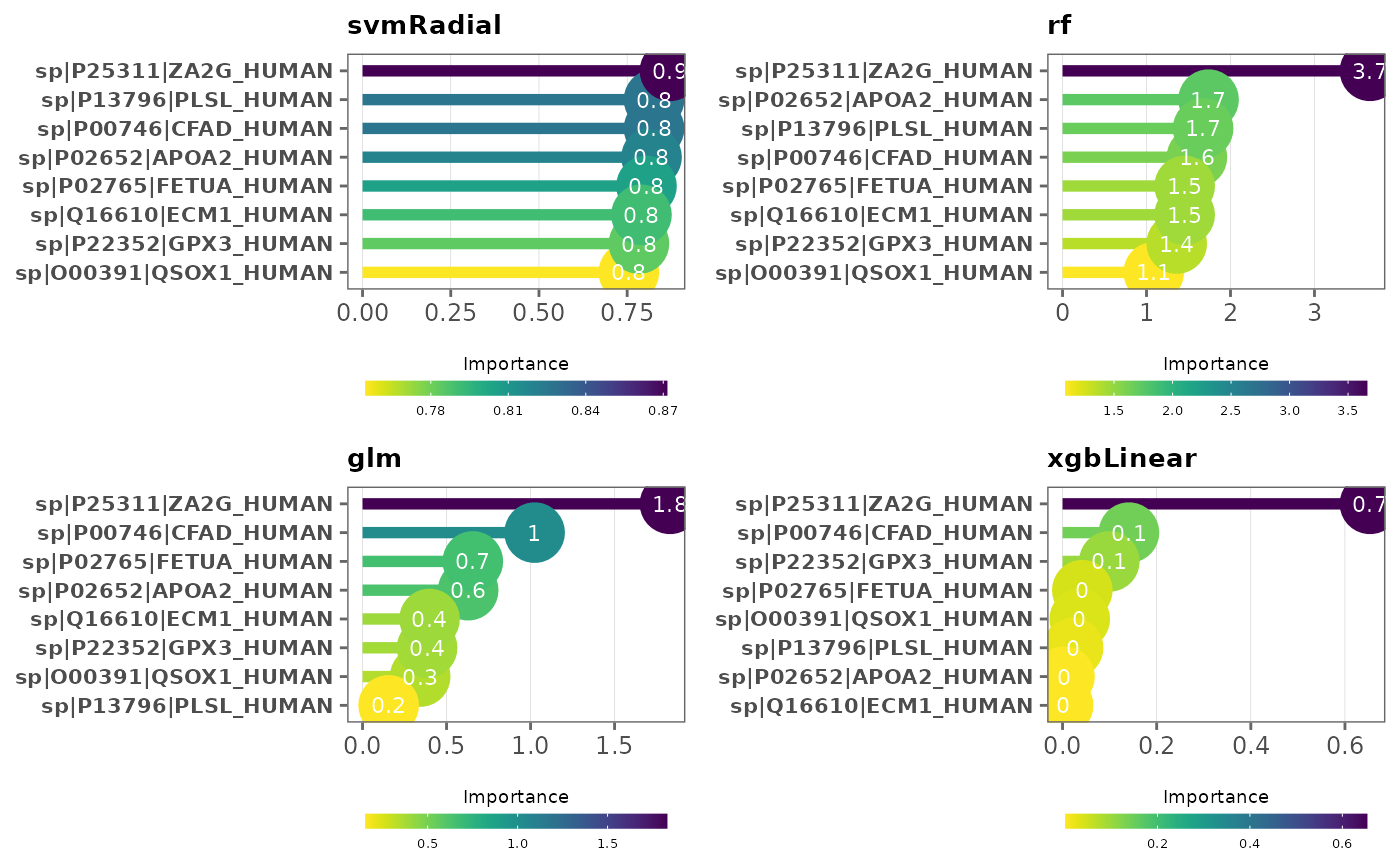 svmRadial
sp|P25311|ZA2G_HUMAN 0.9
sp|P13796|PLSL_HUMAN 0.8
sp|P00746|CFAD_HUMAN 0.8
sp|P02652|APOA2_HUMAN 0.8
sp|P02765|FETUA_HUMAN 0.8
sp|Q16610|ECM1_HUMAN 0.8
sp|P22352|GPX3_HUMAN 0.8
sp|O00391|QSOX1_HUMAN 0.8
0.00 0.25 0.50 0.75
Importance
0.78 0.81 0.84 0.87
rf
sp|P25311|ZA2G_HUMAN 3.7
sp|P02652|APOA2_HUMAN 1.7
sp|P13796|PLSL_HUMAN 1.7
sp|P00746|CFAD_HUMAN 1.6
sp|P02765|FETUA_HUMAN 1.5
sp|Q16610|ECM1_HUMAN 1.5
sp|P22352|GPX3_HUMAN 1.4
sp|O00391|QSOX1_HUMAN 1.1
0 1 2 3
Importance
1.5 2.0 2.5 3.0 3.5
glm
sp|P25311|ZA2G_HUMAN 1.8
sp|P00746|CFAD_HUMAN 1
sp|P02765|FETUA_HUMAN 0.7
sp|P02652|APOA2_HUMAN 0.6
sp|Q16610|ECM1_HUMAN 0.4
sp|P22352|GPX3_HUMAN 0.4
sp|O00391|QSOX1_HUMAN 0.3
sp|P13796|PLSL_HUMAN 0.2
0.0 0.5 1.0 1.5
Importance
0.5 1.0 1.5
xgbLinear
sp|P25311|ZA2G_HUMAN 0.7
sp|P00746|CFAD_HUMAN 0.1
sp|P22352|GPX3_HUMAN 0.1
sp|P02765|FETUA_HUMAN 0
sp|O00391|QSOX1_HUMAN 0
sp|P13796|PLSL_HUMAN 0
sp|P02652|APOA2_HUMAN 0
sp|Q16610|ECM1_HUMAN 0
0.0 0.2 0.4 0.6
Importance
0.2 0.4 0.6